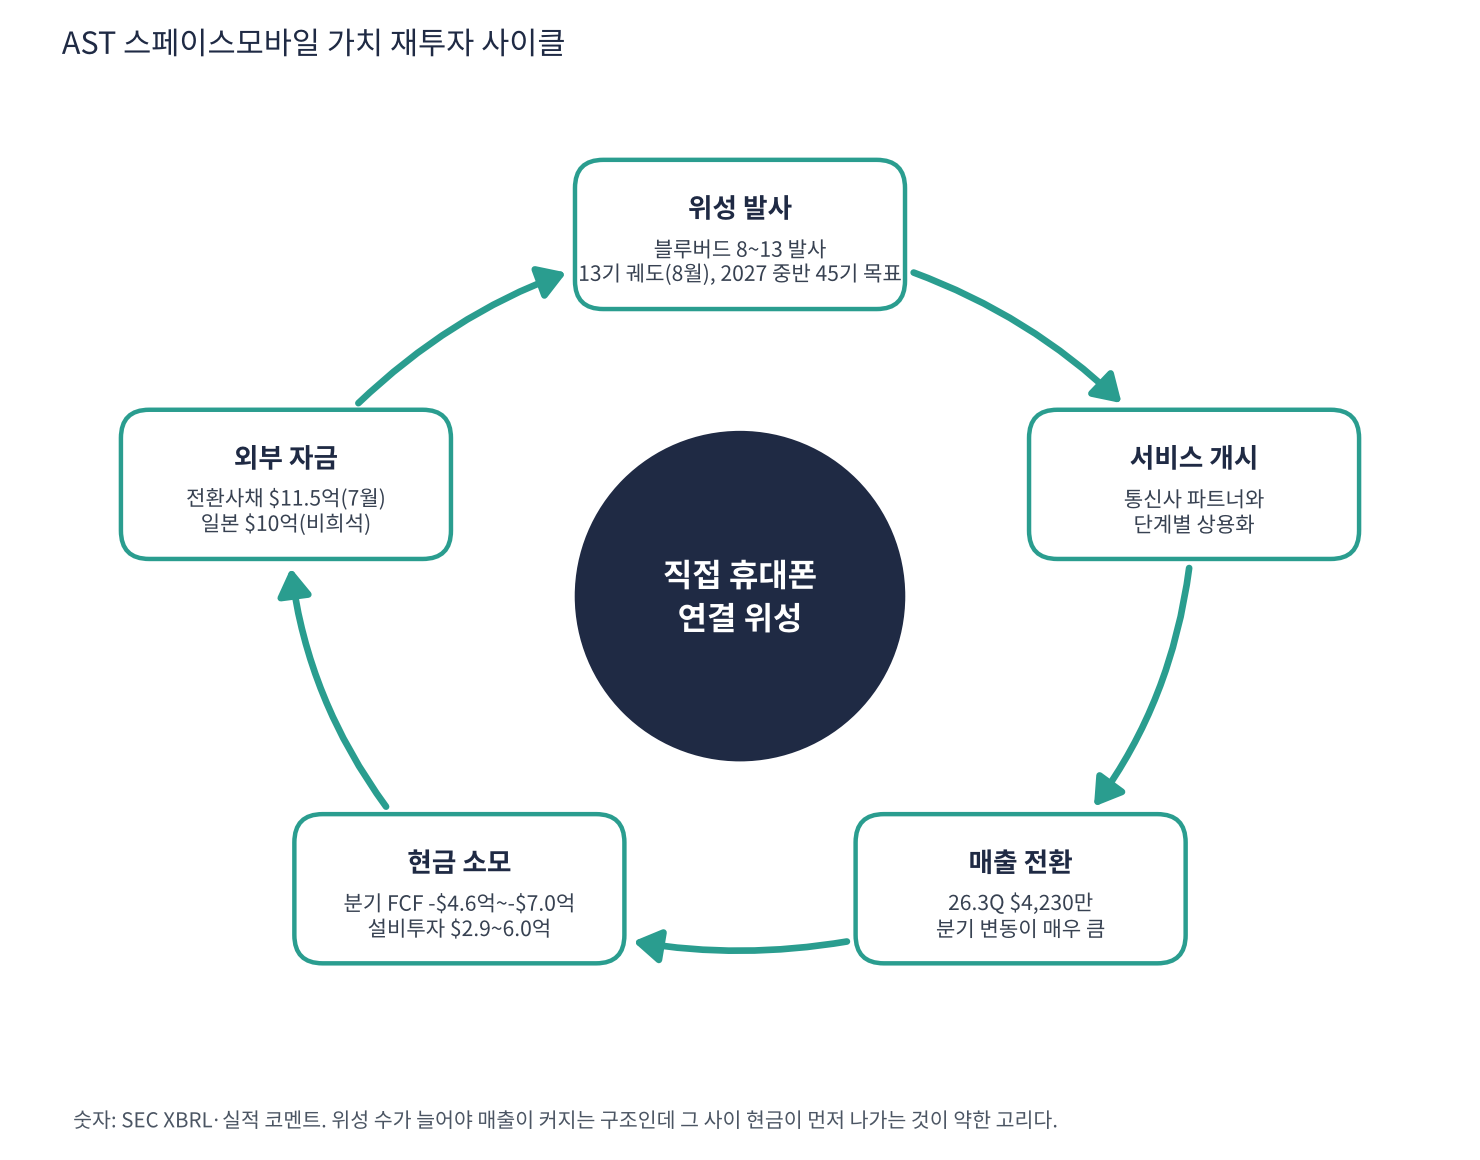 AST 스페이스모바일 가치 재투자 사이클
위성 발사
블루버드 8~13 발사
13기 궤도(8월), 2027 중반 45기 목표
외부 자금
전환사채 $11.5억(7월)
일본 $10억(비희석)
서비스 개시
통신사 파트너와
단계별 상용화
직접 휴대폰
연결 위성
현금 소모
분기 FCF -$4.6억~-$7.0억
설비투자 $2.9~6.0억
매출 전환
26.3Q $4,230만
분기 변동이 매우 큼
숫자: SEC XBRL·실적 코멘트. 위성 수가 늘어야 매출이 커지는 구조인데 그 사이 현금이 먼저 나가는 것이 약한 고리다.